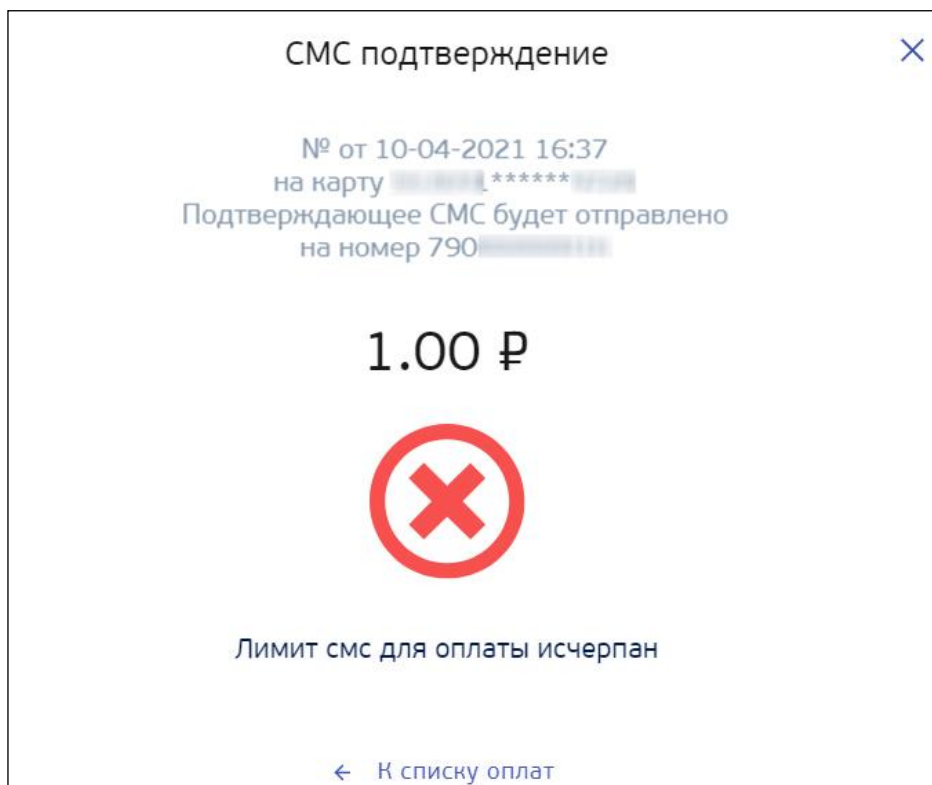 СМС подтверждение
№ от 10-04-2021 16:37
на карту ******
Подтверждающее СМС будет отправлено
на номер 790
1.00 ₽
Лимит смс для оплаты исчерпан
← К списку оплат